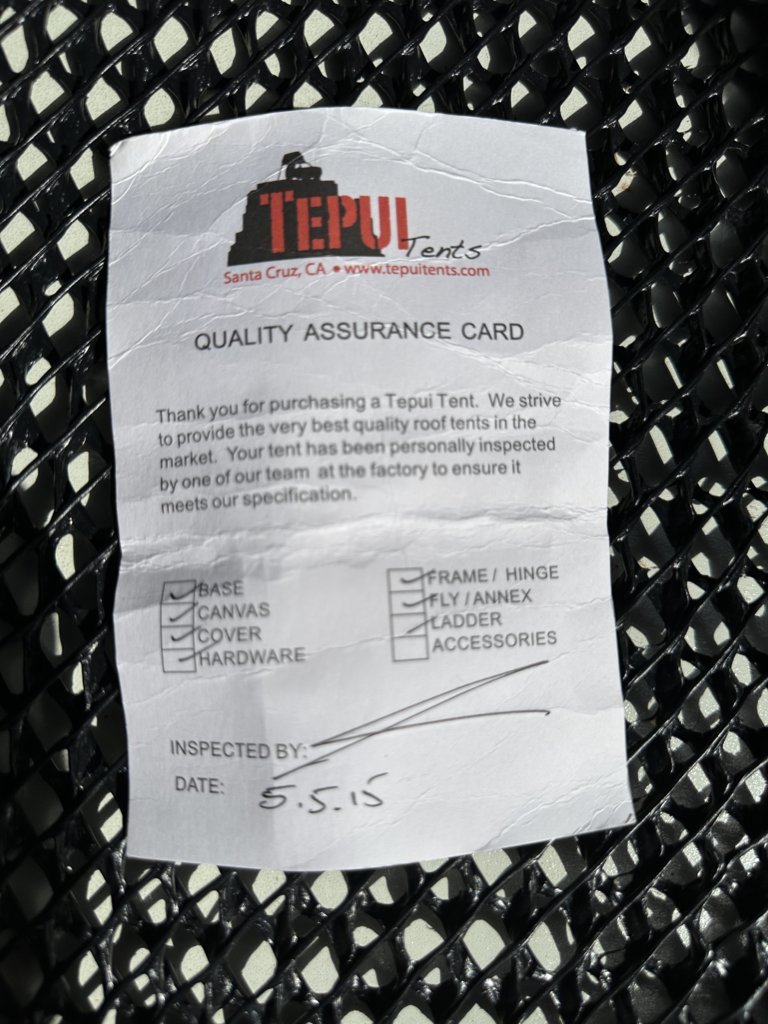 TEPUI Tents
Santa Cruz, CA • www.tepuitents.com
QUALITY ASSURANCE CARD
Thank you for purchasing a Tepui Tent. We strive
to provide the very best quality roof tents in the
market. Your tent has been personally inspected
by one of our team at the factory to ensure it
meets our specification.
BASE
CANVAS
COVER
HARDWARE
FRAME / HINGE
FLY / ANNEX
LADDER
ACCESSORIES
INSPECTED BY:
DATE: 5.5.15